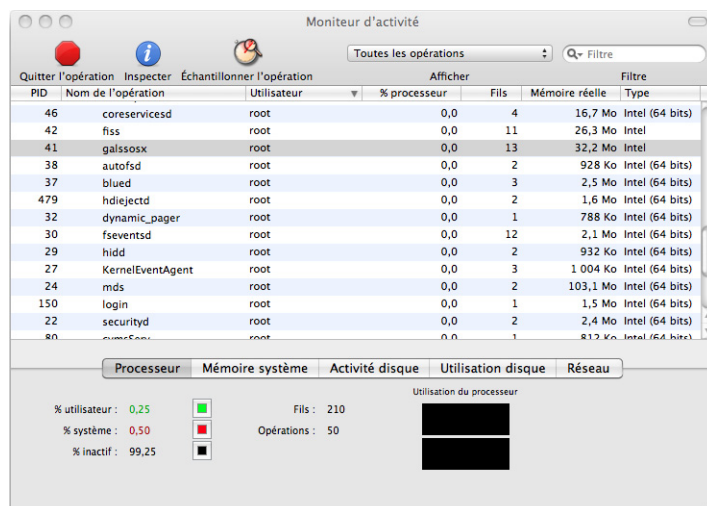 Moniteur d'activité
Toutes les opérations
Filtre
Quitter l'opération Inspecter Échantillonner l'opération Afficher Filtre
PID Nom de l'opération Utilisateur % processeur Fils Mémoire réelle Type
46 coreservicesd root 0,0 4 16,7 Mo Intel (64 bits)
42 fiss root 0,0 11 26,3 Mo Intel
41 galssosx root 0,0 13 32,2 Mo Intel
38 autofsd root 0,0 2 928 Ko Intel (64 bits)
37 blued root 0,0 3 2,5 Mo Intel (64 bits)
479 hdiejectd root 0,0 2 1,6 Mo Intel (64 bits)
32 dynamic_pager root 0,0 1 788 Ko Intel (64 bits)
30 fseventsd root 0,0 12 2,1 Mo Intel (64 bits)
29 hidd root 0,0 2 932 Ko Intel (64 bits)
27 KernelEventAgent root 0,0 3 1 004 Ko Intel (64 bits)
24 mds root 0,0 2 103,1 Mo Intel (64 bits)
150 login root 0,0 1 1,5 Mo Intel (64 bits)
22 securityd root 0,0 2 2,4 Mo Intel (64 bits)
80 root 0,0 1 812 Ko Intel (64 bits)
Processeur Mémoire système Activité disque Utilisation disque Réseau
Utilisation du processeur
% utilisateur : 0,25 Fils : 210
% système : 0,50 Opérations : 50
% inactif : 99,25